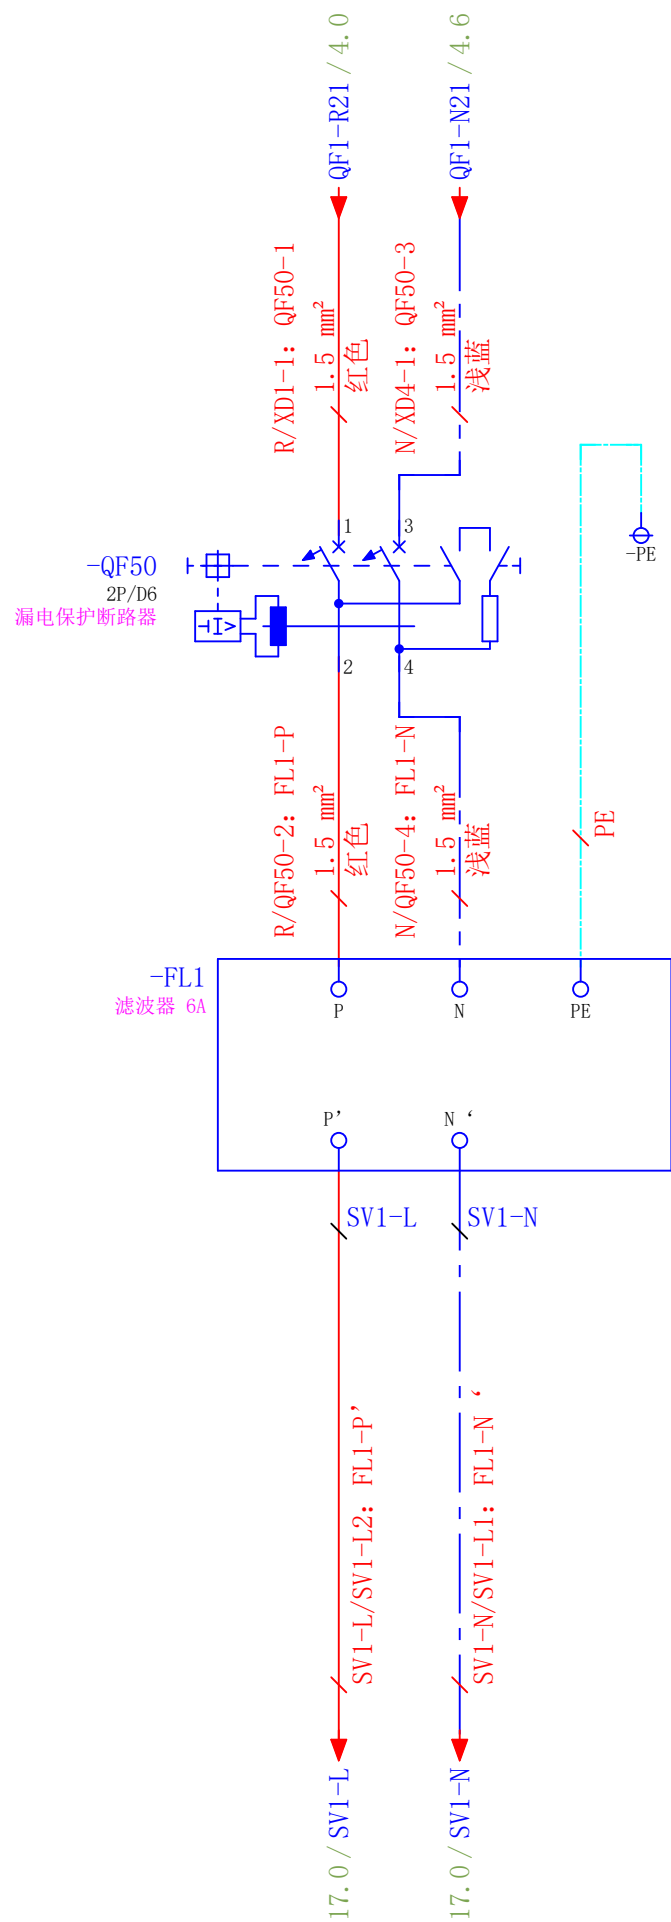 QF1-R21/4.0
QF1-N21/4.6
R/XD1-1: QF50-1
1.5 mm²
红色
N/XD4-1: QF50-3
1.5 mm²
浅蓝
1
3
-QF50
2P/D6
漏电保护断路器
I
-PE
2
4
R/QF50-2: FL1-P
1.5 mm²
红色
N/QF50-4: FL1-N
1.5 mm²
浅蓝
PE
-FL1
滤波器 6A
P
N
PE
P’
N ‘
SV1-L
SV1-N
SV1-L/SV1-L2: FL1-P’
SV1-N/SV1-L1: FL1-N ‘
17.0/SV1-L
17.0/SV1-N